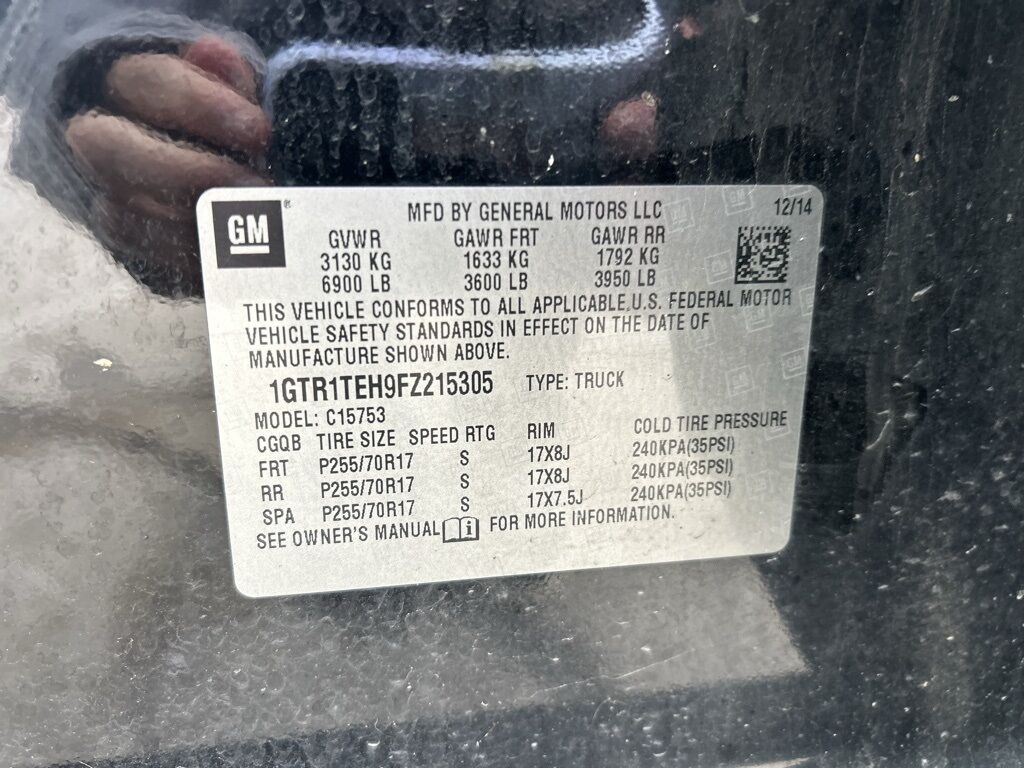 GM ® MFD BY GENERAL MOTORS LLC 12/14
GVWR GAWR FRT GAWR RR
3130 KG 1633 KG 1792 KG
6900 LB 3600 LB 3950 LB
THIS VEHICLE CONFORMS TO ALL APPLICABLE U.S. FEDERAL MOTOR
VEHICLE SAFETY STANDARDS IN EFFECT ON THE DATE OF
MANUFACTURE SHOWN ABOVE.
1GTR1TEH9FZ215305 TYPE: TRUCK
MODEL: C15753
CGQB TIRE SIZE SPEED RTG RIM COLD TIRE PRESSURE
FRT P255/70R17 S 17X8J 240KPA(35PSI)
RR P255/70R17 S 17X8J 240KPA(35PSI)
SPA P255/70R17 S 17X7.5J 240KPA(35PSI)
SEE OWNER'S MANUAL i FOR MORE INFORMATION.